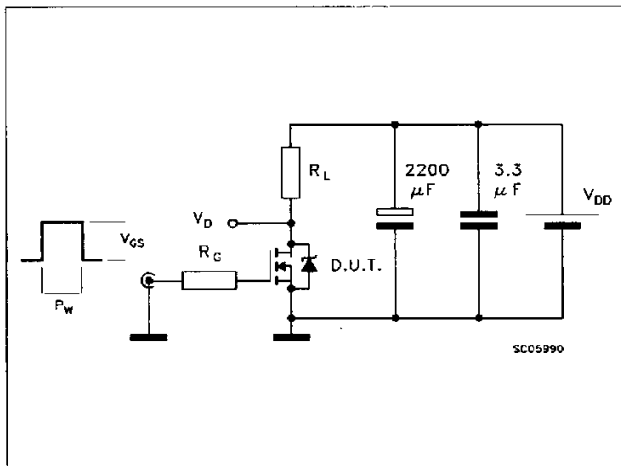 R_L
2200
μF
3.3
μF
V_DD
V_D
V_GS
R_G
D.U.T.
P_W
SC05990